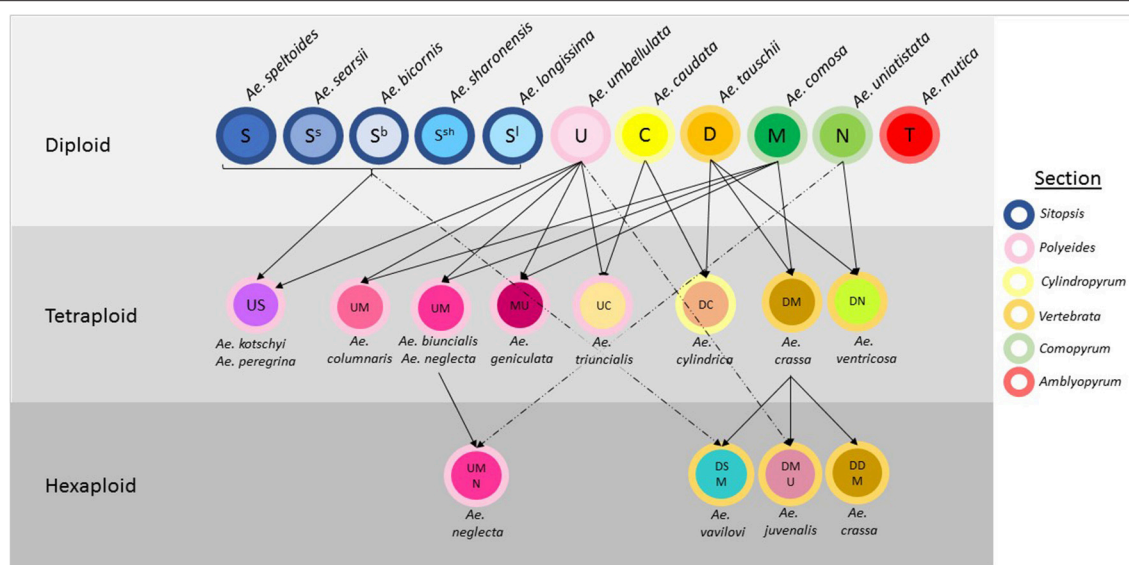 Ae. speltoides
Ae. searsii
Ae. bicornis
Ae. sharonensis
Ae. longissima
Ae. umbellulata
Ae. caudata
Ae. tauschii
Ae. comosa
Ae. uniatistata
Ae. mutica
Diploid
S
Sˢ
Sᵇ
Sˢʰ
Sˡ
U
C
D
M
N
T
Section
Sitopsis
Polyeides
Cylindropyrum
Vertebrata
Comopyrum
Amblyopyrum
Tetraploid
US
UM
UM
MU
UC
DC
DM
DN
Ae. kotschyi
Ae. peregrina
Ae.
columnaris
Ae. biuncialis
Ae. neglecta
Ae.
geniculata
Ae.
triuncialis
Ae.
cylindrica
Ae.
crassa
Ae.
ventricosa
Hexaploid
UM
N
DS
M
DM
U
DD
M
Ae.
neglecta
Ae.
vavilovi
Ae.
juvenalis
Ae.
crassa